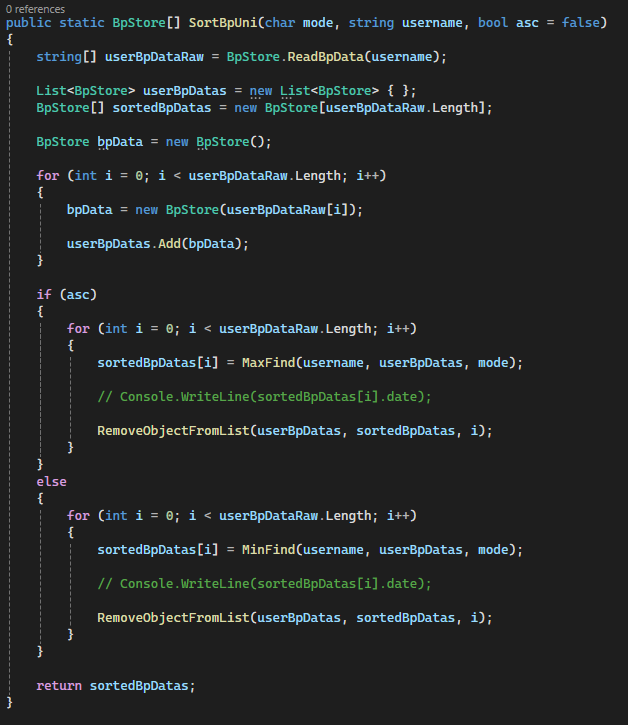 0 references
public static BpStore[] SortBpUni(char mode, string username, bool asc = false)
{
string[] userBpDataRaw = BpStore.ReadBpData(username);
List<BpStore> userBpDatas = new List<BpStore> { };
BpStore[] sortedBpDatas = new BpStore[userBpDataRaw.Length];
BpStore bpData = new BpStore();
for (int i = 0; i < userBpDataRaw.Length; i++)
{
bpData = new BpStore(userBpDataRaw[i]);
userBpDatas.Add(bpData);
}
if (asc)
{
for (int i = 0; i < userBpDataRaw.Length; i++)
{
sortedBpDatas[i] = MaxFind(username, userBpDatas, mode);
// Console.WriteLine(sortedBpDatas[i].date);
RemoveObjectFromList(userBpDatas, sortedBpDatas, i);
}
}
else
{
for (int i = 0; i < userBpDataRaw.Length; i++)
{
sortedBpDatas[i] = MinFind(username, userBpDatas, mode);
// Console.WriteLine(sortedBpDatas[i].date);
RemoveObjectFromList(userBpDatas, sortedBpDatas, i);
}
}
return sortedBpDatas;
}